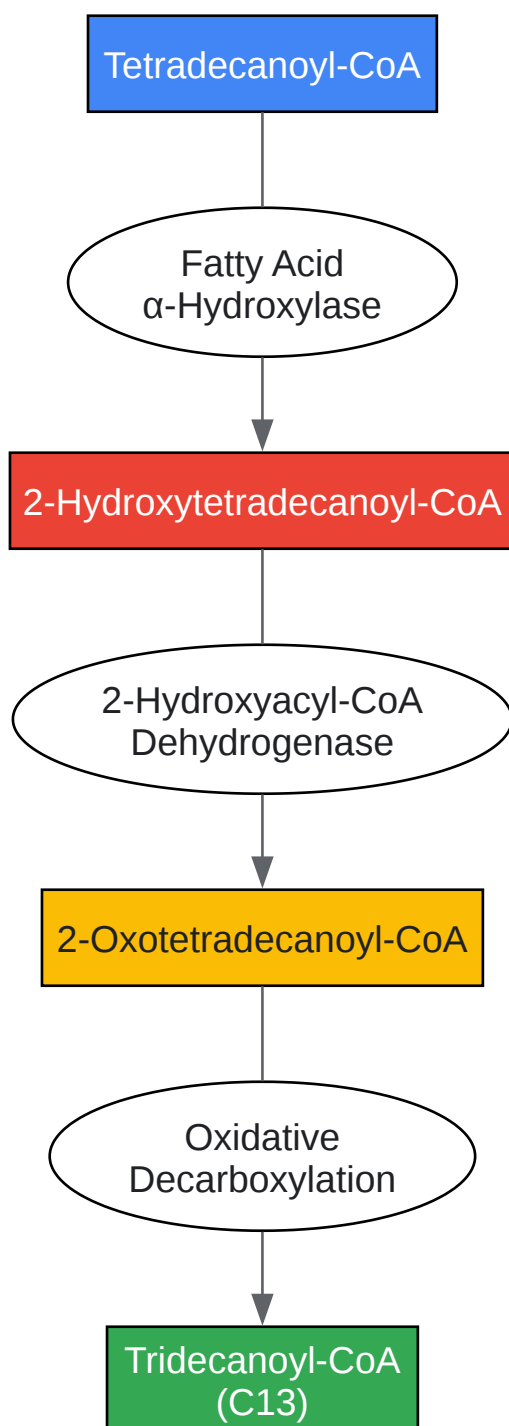 Tetradecanoyl-CoA
Fatty Acid
α-Hydroxylase
2-Hydroxytetradecanoyl-CoA
2-Hydroxyacyl-CoA
Dehydrogenase
2-Oxotetradecanoyl-CoA
Oxidative
Decarboxylation
Tridecanoyl-CoA
(C13)